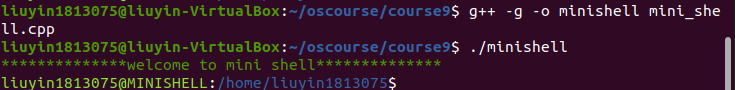 liuyin1813075@liuyin-VirtualBox:~/oscourse/course9$ g++ -g -o minishell mini_she
ll.cpp
liuyin1813075@liuyin-VirtualBox:~/oscourse/course9$ ./minishell
**************welcome to mini shell**************
liuyin1813075@MINISHELL:/home/liuyin1813075$